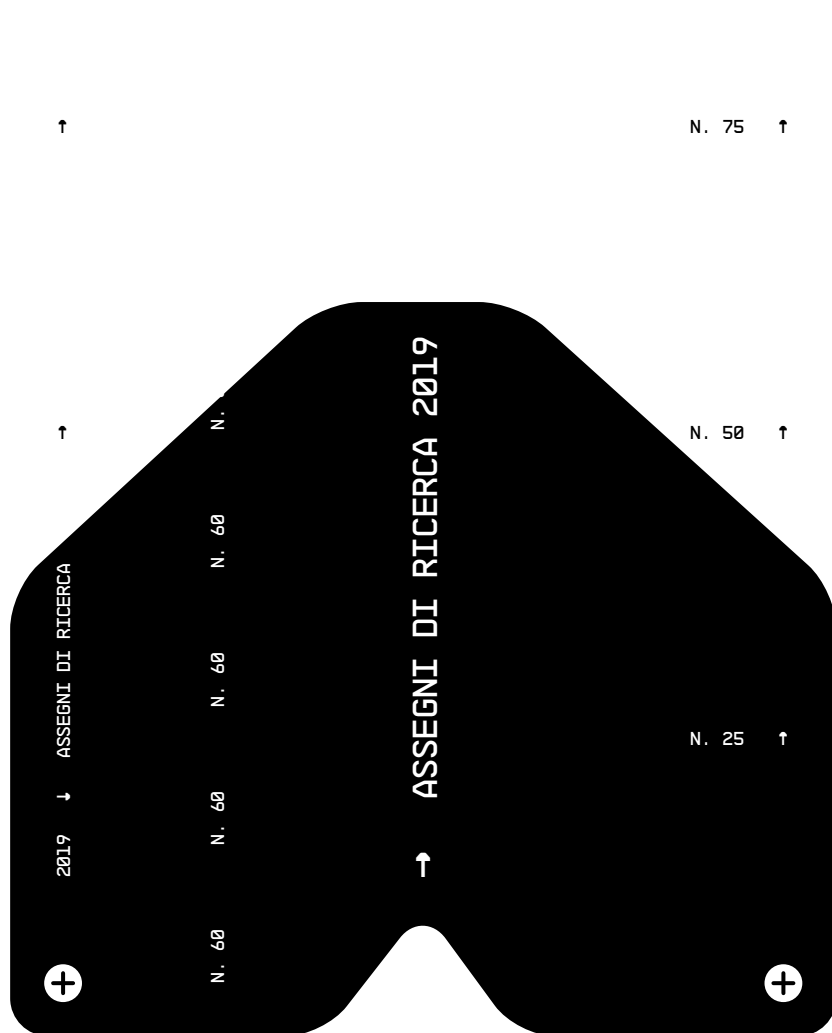 ↑
N. 75 ↑
↑
N. 50 ↑
N. 25 ↑
2019 → ASSEGNI DI RICERCA
N. 60
N. 60
N. 60
N. 60
N.
→ ASSEGNI DI RICERCA 2019